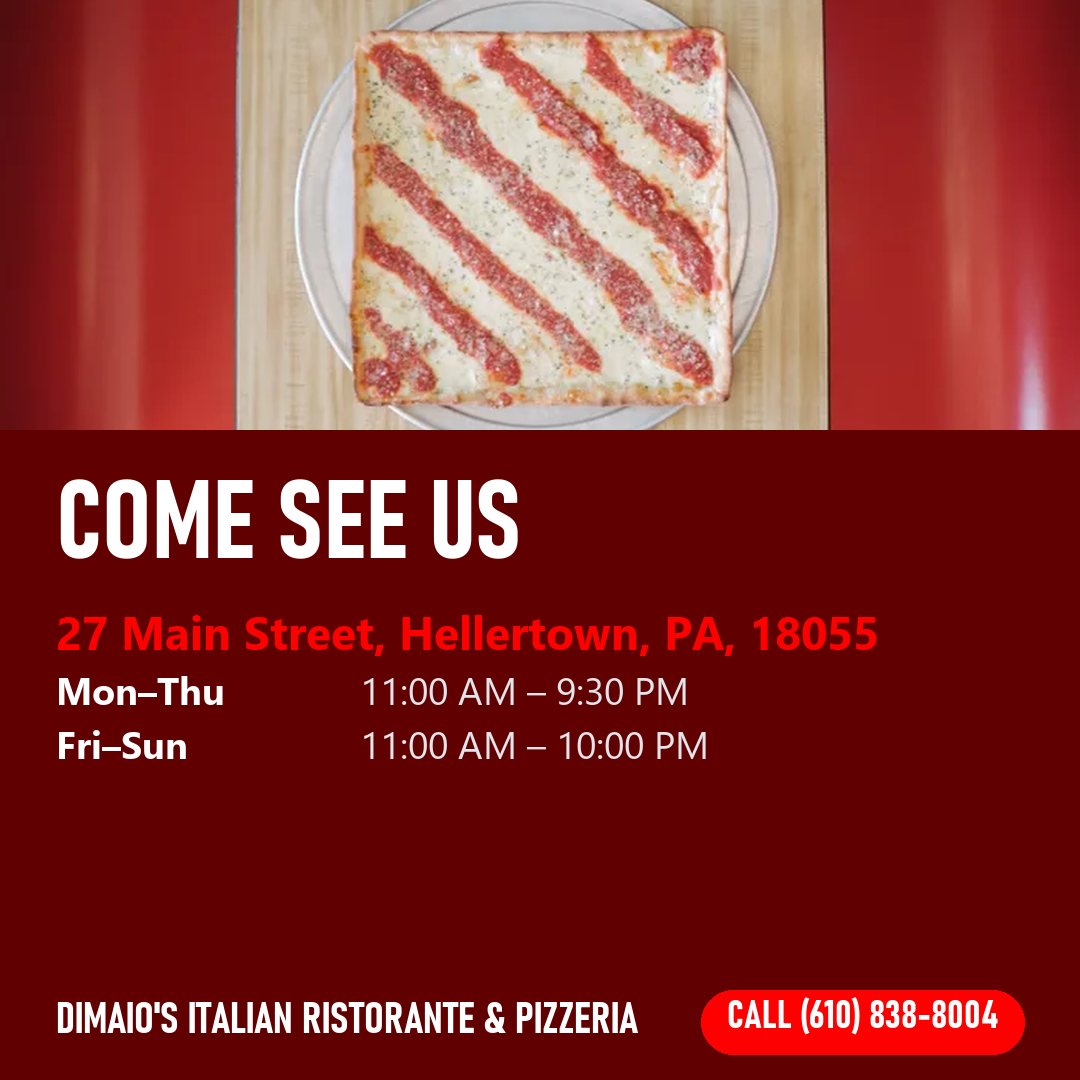 COME SEE US
27 Main Street, Hellertown, PA, 18055
Mon–Thu 11:00 AM – 9:30 PM
Fri–Sun 11:00 AM – 10:00 PM
DIMAIO'S ITALIAN RISTORANTE & PIZZERIA
CALL (610) 838-8004